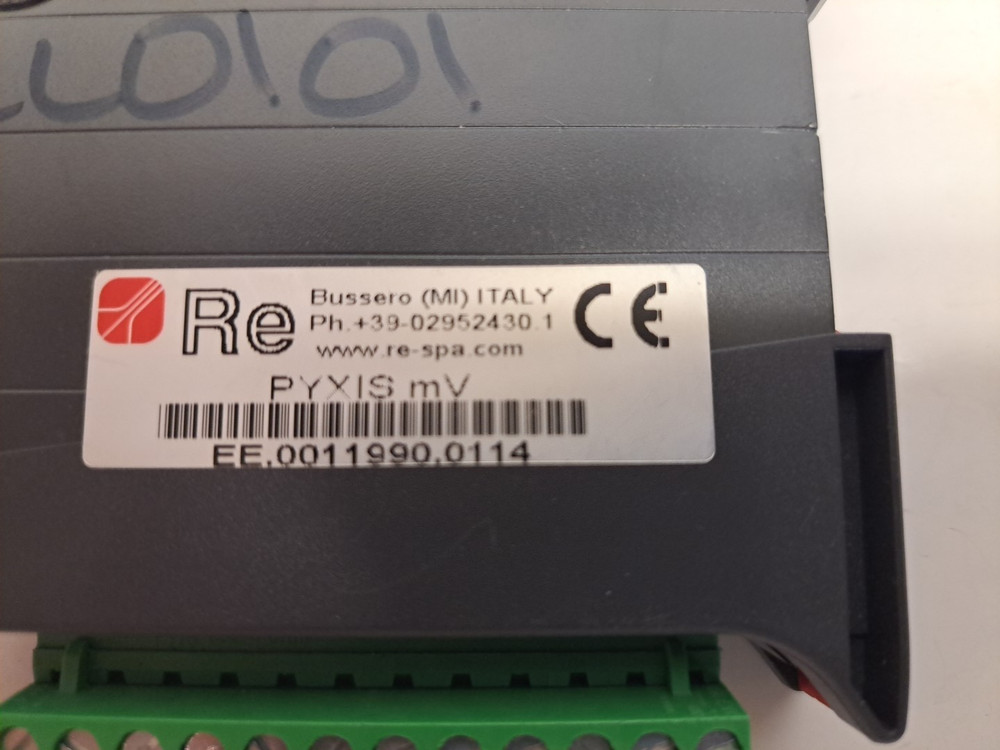 Re
Bussero (MI) ITALY
Ph.+39-02952430.1
www.re-spa.com
CE
PYXIS mV
EE.0011990.0114